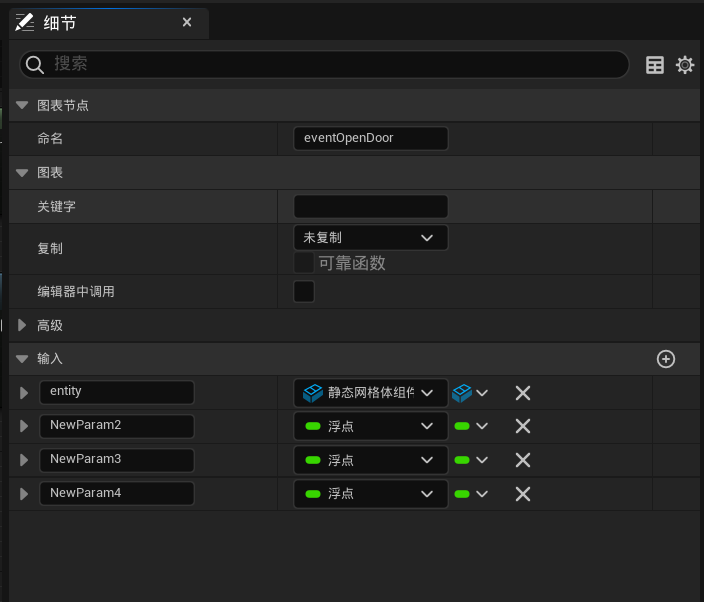 细节
搜索
图表节点
命名 eventOpenDoor
图表
关键字
复制 未复制
可靠函数
编辑器中调用
高级
输入
entity 静态网格体组件
NewParam2 浮点
NewParam3 浮点
NewParam4 浮点